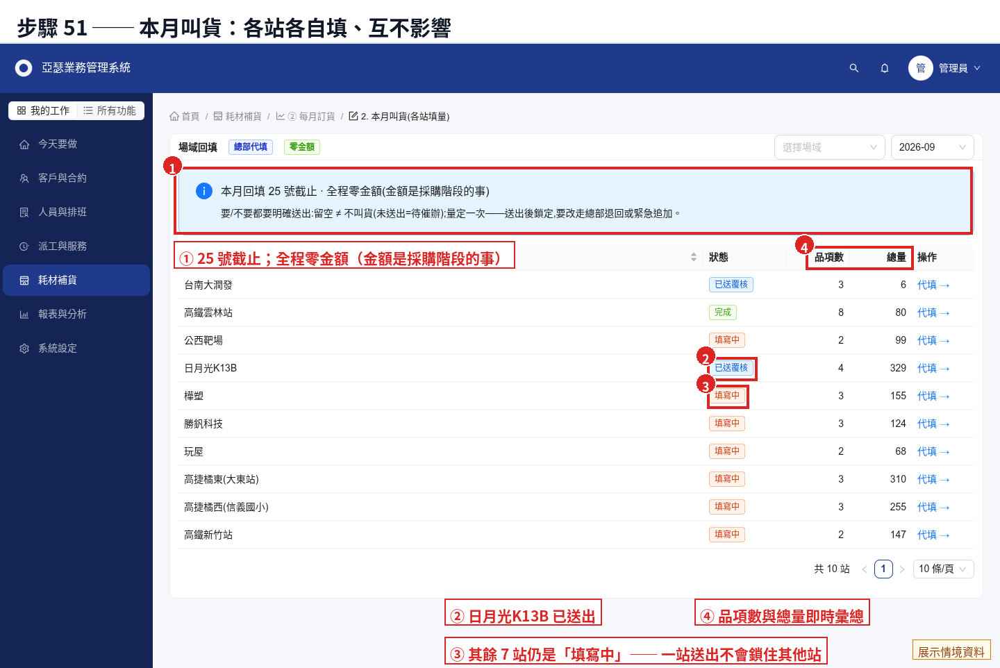 步驟 51 —— 本月叫貨：各站各自填、互不影響
亞瑟業務管理系統
管 管理員
我的工作 所有功能
今天要做
客戶與合約
人員與排班
派工與服務
耗材補貨
報表與分析
系統設定
首頁 / 耗材補貨 / ② 每月訂貨 / 2. 本月叫貨(各站填量)
場域回填 總部代填 零金額 選擇場域 2026-09
1
本月回填 25 號截止 · 全程零金額(金額是採購階段的事)
要/不要都要明確送出:留空 ≠ 不叫貨(未送出=待催辦);量定一次——送出後鎖定,要改走總部退回或緊急追加。
① 25 號截止；全程零金額（金額是採購階段的事）
4
狀態 品項數 總量 操作
台南大潤發 已送覆核 3 6 代填 →
高鐵雲林站 完成 8 80 代填 →
公西靶場 填寫中 2 99 代填 →
2
日月光K13B 已送覆核 4 329 代填 →
3
樺塑 填寫中 3 155 代填 →
勝釩科技 填寫中 3 124 代填 →
玩屋 填寫中 2 68 代填 →
高捷橘東(大東站) 填寫中 3 310 代填 →
高捷橘西(信義國小) 填寫中 3 255 代填 →
高鐵新竹站 填寫中 2 147 代填 →
共 10 站 1 10 條/頁
② 日月光K13B 已送出
④ 品項數與總量即時彙總
③ 其餘 7 站仍是「填寫中」—— 一站送出不會鎖住其他站
展示情境資料